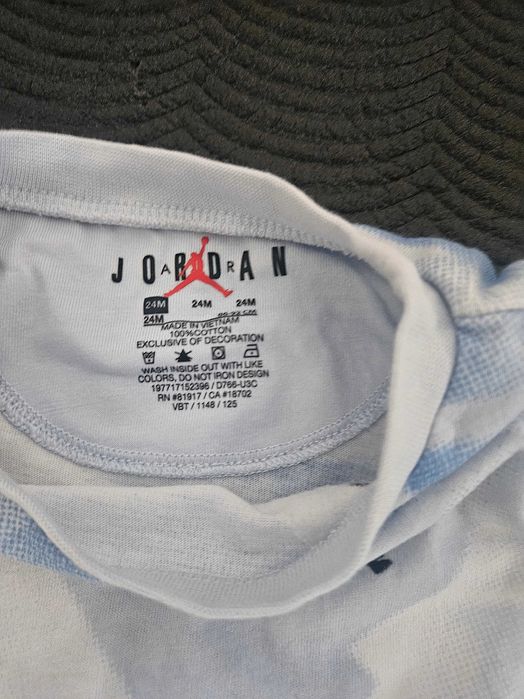 JORDAN
AIR
24M 24M 24M
24M
MADE IN VIETNAM
100%COTTON
EXCLUSIVE OF DECORATION
WASH INSIDE OUT WITH LIKE
COLORS, DO NOT IRON DESIGN
197717152396 / D766-U3C
RN #81917 / CA #18702
VBT / 1148 / 125